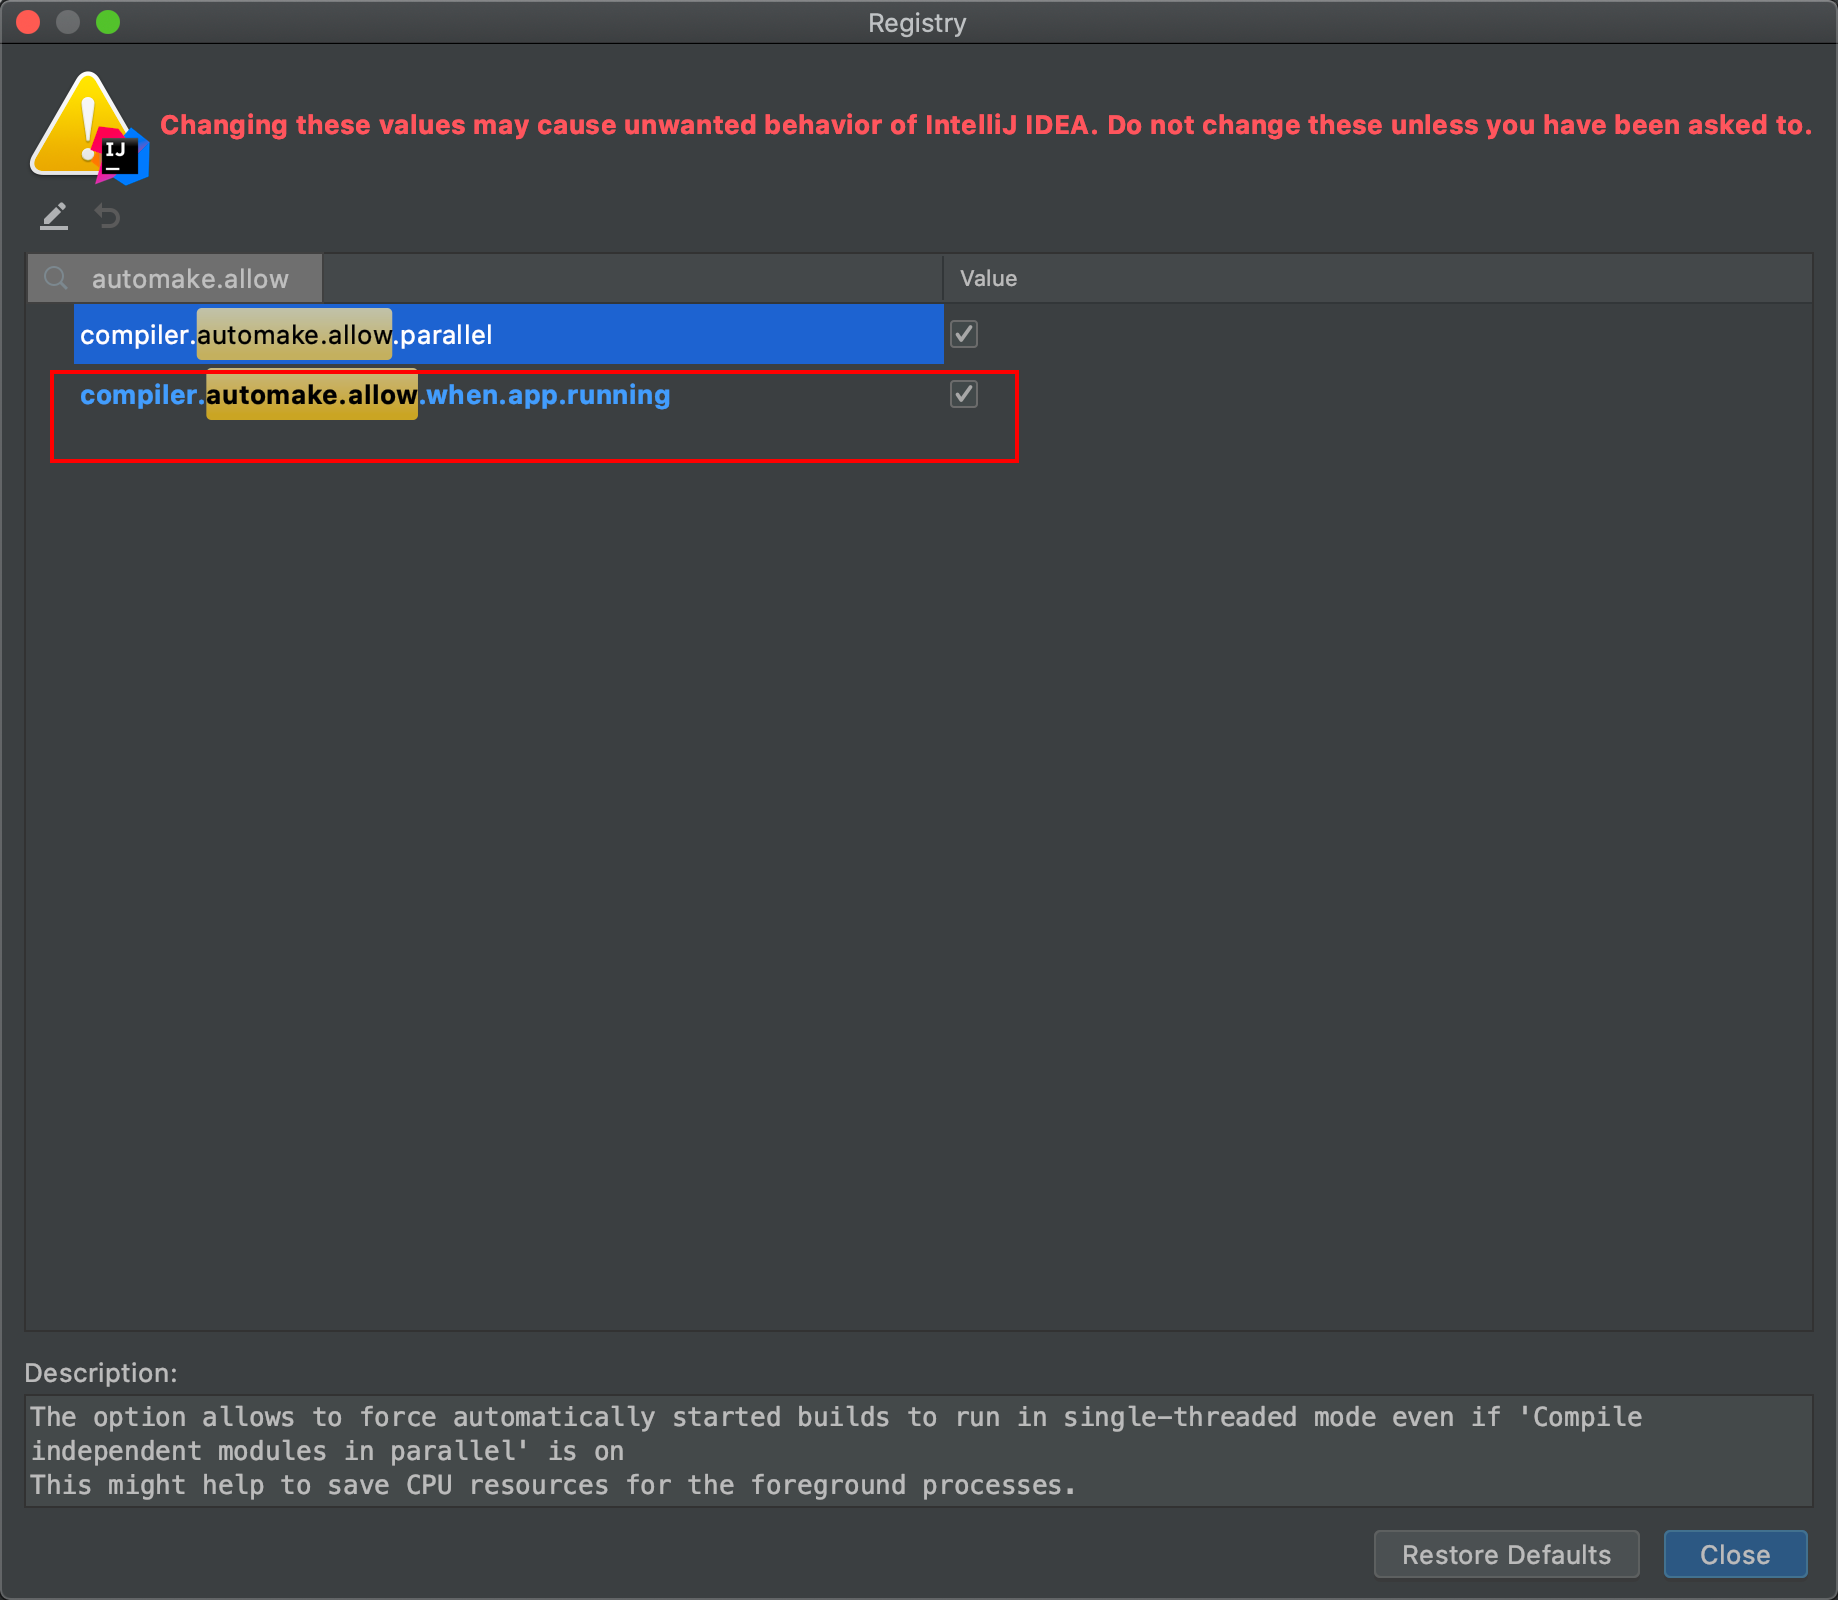 Registry
Changing these values may cause unwanted behavior of IntelliJ IDEA. Do not change these unless you have been asked to.
IJ
automake.allow
Value
compiler.automake.allow.parallel
compiler.automake.allow.when.app.running
Description:
The option allows to force automatically started builds to run in single-threaded mode even if 'Compile
independent modules in parallel' is on
This might help to save CPU resources for the foreground processes.
Restore Defaults
Close